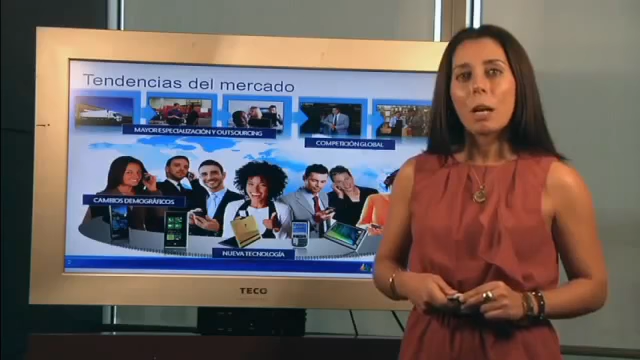 Tendencias del mercado
MAYOR ESPECIALIZACIÓN Y OUTSOURCING
COMPETICIÓN GLOBAL
CAMBIOS DEMOGRÁFICOS
NUEVA TECNOLOGÍA
TECO